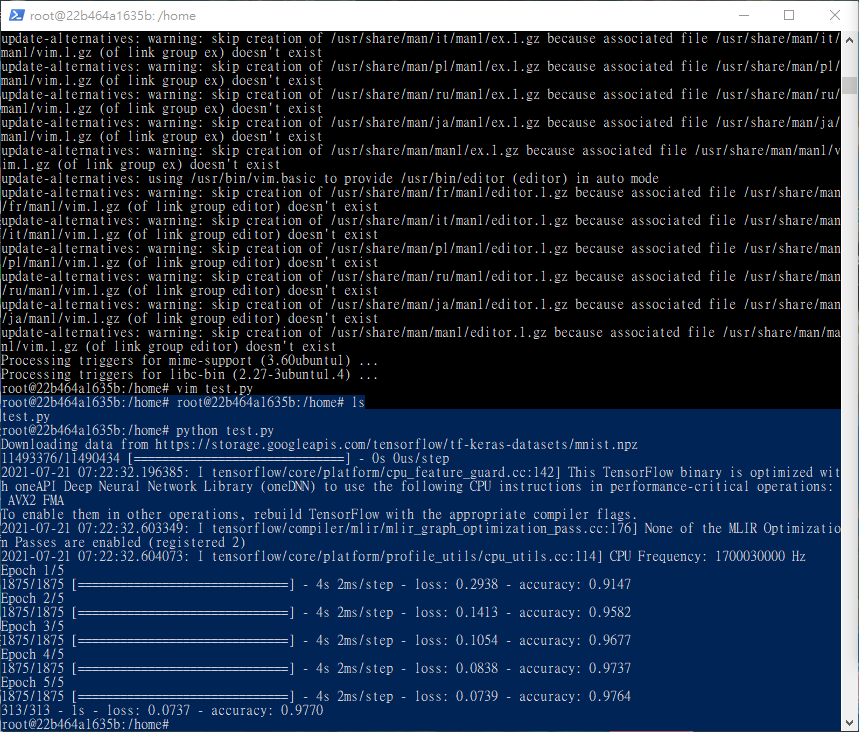 root@22b464a1635b: /home
update-alternatives: warning: skip creation of /usr/share/man/it/man1/ex.1.gz because associated file /usr/share/man/it/
man1/vim.1.gz (of link group ex) doesn't exist
update-alternatives: warning: skip creation of /usr/share/man/pl/man1/ex.1.gz because associated file /usr/share/man/pl/
man1/vim.1.gz (of link group ex) doesn't exist
update-alternatives: warning: skip creation of /usr/share/man/ru/man1/ex.1.gz because associated file /usr/share/man/ru/
man1/vim.1.gz (of link group ex) doesn't exist
update-alternatives: warning: skip creation of /usr/share/man/ja/man1/ex.1.gz because associated file /usr/share/man/ja/
man1/vim.1.gz (of link group ex) doesn't exist
update-alternatives: warning: skip creation of /usr/share/man/man1/ex.1.gz because associated file /usr/share/man/man1/v
im.1.gz (of link group ex) doesn't exist
update-alternatives: using /usr/bin/vim.basic to provide /usr/bin/editor (editor) in auto mode
update-alternatives: warning: skip creation of /usr/share/man/fr/man1/editor.1.gz because associated file /usr/share/man
/fr/man1/vim.1.gz (of link group editor) doesn't exist
update-alternatives: warning: skip creation of /usr/share/man/it/man1/editor.1.gz because associated file /usr/share/man
/it/man1/vim.1.gz (of link group editor) doesn't exist
update-alternatives: warning: skip creation of /usr/share/man/pl/man1/editor.1.gz because associated file /usr/share/man
/pl/man1/vim.1.gz (of link group editor) doesn't exist
update-alternatives: warning: skip creation of /usr/share/man/ru/man1/editor.1.gz because associated file /usr/share/man
/ru/man1/vim.1.gz (of link group editor) doesn't exist
update-alternatives: warning: skip creation of /usr/share/man/ja/man1/editor.1.gz because associated file /usr/share/man
/ja/man1/vim.1.gz (of link group editor) doesn't exist
update-alternatives: warning: skip creation of /usr/share/man/man1/editor.1.gz because associated file /usr/share/man/ma
n1/vim.1.gz (of link group editor) doesn't exist
Processing triggers for mime-support (3.60ubuntu1) ...
Processing triggers for libc-bin (2.27-3ubuntu1.4) ...
root@22b464a1635b:/home# vim test.py
root@22b464a1635b:/home# root@22b464a1635b:/home# ls
test.py
root@22b464a1635b:/home# python test.py
Downloading data from https://storage.googleapis.com/tensorflow/tf-keras-datasets/mnist.npz
11493376/11490434 [==============================] - 0s 0us/step
2021-07-21 07:22:32.196385: I tensorflow/core/platform/cpu_feature_guard.cc:142] This TensorFlow binary is optimized wit
h oneAPI Deep Neural Network Library (oneDNN) to use the following CPU instructions in performance-critical operations:
 AVX2 FMA
To enable them in other operations, rebuild TensorFlow with the appropriate compiler flags.
2021-07-21 07:22:32.603349: I tensorflow/compiler/mlir/mlir_graph_optimization_pass.cc:176] None of the MLIR Optimizatio
n Passes are enabled (registered 2)
2021-07-21 07:22:32.604073: I tensorflow/core/platform/profile_utils/cpu_utils.cc:114] CPU Frequency: 1700030000 Hz
Epoch 1/5
1875/1875 [==============================] - 4s 2ms/step - loss: 0.2938 - accuracy: 0.9147
Epoch 2/5
1875/1875 [==============================] - 4s 2ms/step - loss: 0.1413 - accuracy: 0.9582
Epoch 3/5
1875/1875 [==============================] - 4s 2ms/step - loss: 0.1054 - accuracy: 0.9677
Epoch 4/5
1875/1875 [==============================] - 4s 2ms/step - loss: 0.0838 - accuracy: 0.9737
Epoch 5/5
1875/1875 [==============================] - 4s 2ms/step - loss: 0.0739 - accuracy: 0.9764
313/313 - 1s - loss: 0.0737 - accuracy: 0.9770
root@22b464a1635b:/home#